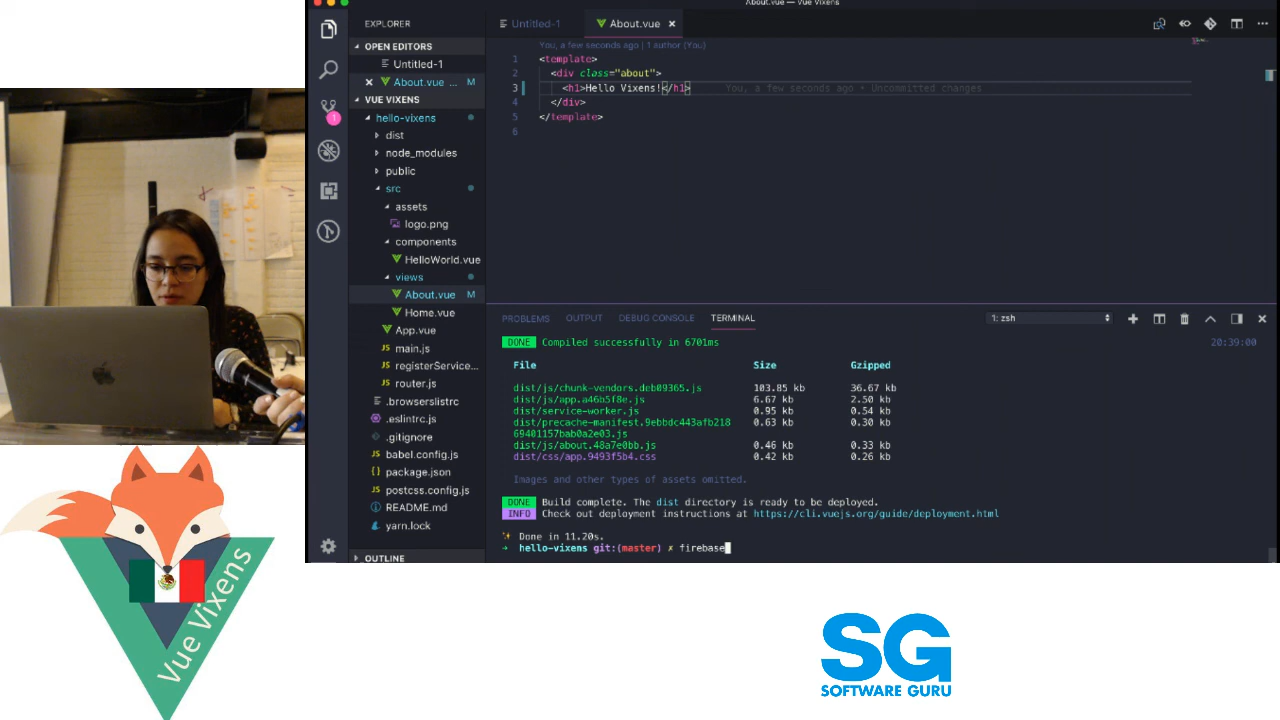 About.vue — Vue Vixens
EXPLORER
OPEN EDITORS
Untitled-1
About.vue ... M
VUE VIXENS
hello-vixens
dist
node_modules
public
src
assets
logo.png
components
HelloWorld.vue
views
About.vue M
Home.vue
App.vue
main.js
registerService...
router.js
.browserslistrc
.eslintrc.js
.gitignore
babel.config.js
package.json
postcss.config.js
README.md
yarn.lock
OUTLINE
1
Untitled-1
About.vue ×
You, a few seconds ago | 1 author (You)
1 <template>
2 <div class="about">
3 <h1>Hello Vixens!</h1> You, a few seconds ago • Uncommitted changes
4 </div>
5 </template>
6
PROBLEMS OUTPUT DEBUG CONSOLE TERMINAL 1: zsh
DONE Compiled successfully in 6701ms 20:39:00
File Size Gzipped
dist/js/chunk-vendors.deb09365.js 103.85 kb 36.67 kb
dist/js/app.a46b5f8e.js 6.67 kb 2.50 kb
dist/service-worker.js 0.95 kb 0.54 kb
dist/precache-manifest.9ebbdc443afb218 0.63 kb 0.30 kb
69401157bab0a2e03.js
dist/js/about.48a7e0bb.js 0.46 kb 0.33 kb
dist/css/app.9493f5b4.css 0.42 kb 0.26 kb
Images and other types of assets omitted.
DONE Build complete. The dist directory is ready to be deployed.
INFO Check out deployment instructions at https://cli.vuejs.org/guide/deployment.html
✨ Done in 11.20s.
→ hello-vixens git:(master) ✗ firebase
Vue Vixens
SG
SOFTWARE GURU